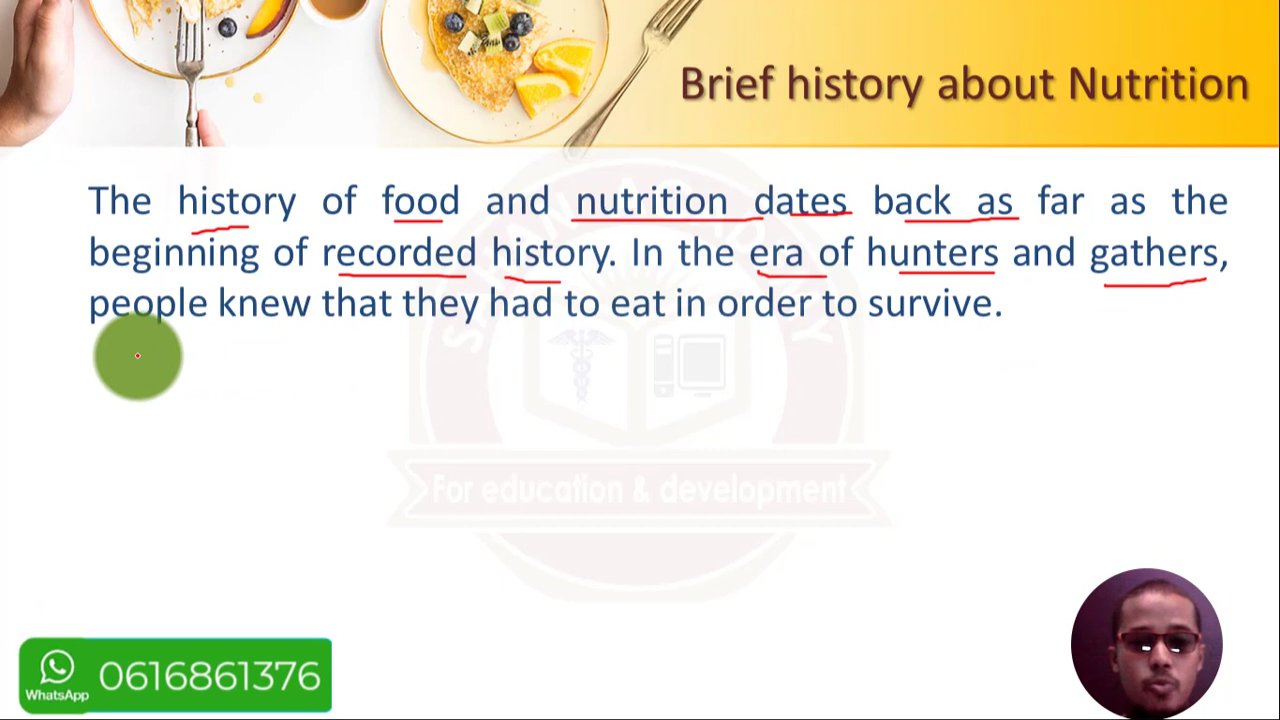 Brief history about Nutrition
The history of food and nutrition dates back as far as the
beginning of recorded history. In the era of hunters and gathers,
people knew that they had to eat in order to survive.
For education & development
WhatsApp
0616861376